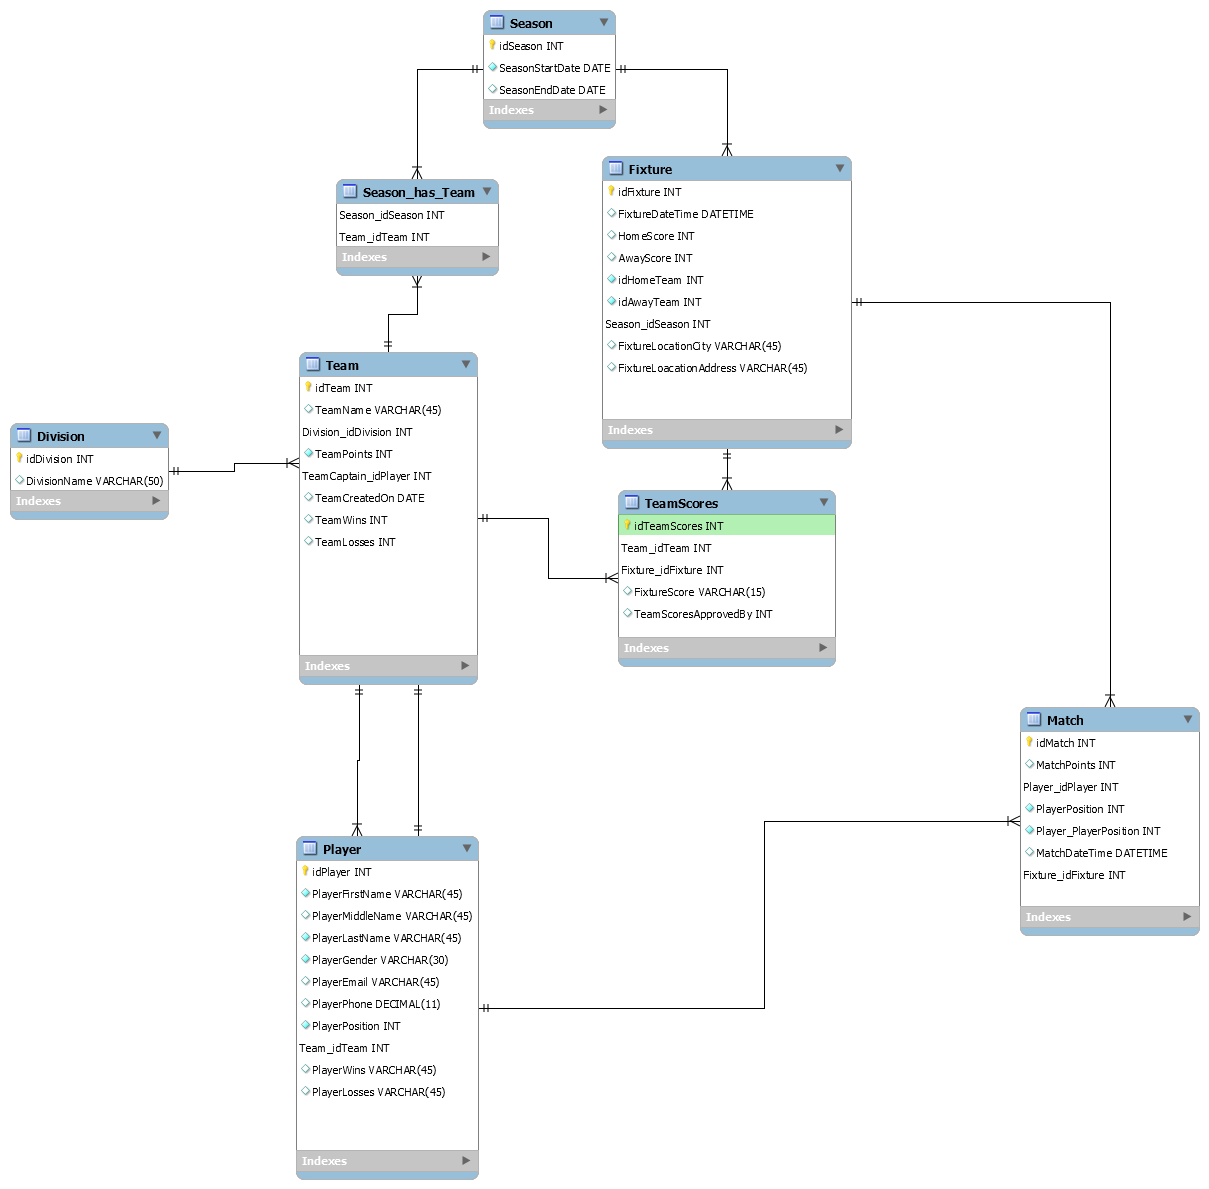 Season
idSeason INT
SeasonStartDate DATE
SeasonEndDate DATE
Indexes
Season_has_Team
Season_idSeason INT
Team_idTeam INT
Indexes
Fixture
idFixture INT
FixtureDateTime DATETIME
HomeScore INT
AwayScore INT
idHomeTeam INT
idAwayTeam INT
Season_idSeason INT
FixtureLocationCity VARCHAR(45)
FixtureLoacationAddress VARCHAR(45)
Indexes
Team
idTeam INT
TeamName VARCHAR(45)
Division_idDivision INT
TeamPoints INT
TeamCaptain_idPlayer INT
TeamCreatedOn DATE
TeamWins INT
TeamLosses INT
Indexes
Division
idDivision INT
DivisionName VARCHAR(50)
Indexes
TeamScores
idTeamScores INT
Team_idTeam INT
Fixture_idFixture INT
FixtureScore VARCHAR(15)
TeamScoresApprovedBy INT
Indexes
Match
idMatch INT
MatchPoints INT
Player_idPlayer INT
PlayerPosition INT
Player_PlayerPosition INT
MatchDateTime DATETIME
Fixture_idFixture INT
Indexes
Player
idPlayer INT
PlayerFirstName VARCHAR(45)
PlayerMiddleName VARCHAR(45)
PlayerLastName VARCHAR(45)
PlayerGender VARCHAR(30)
PlayerEmail VARCHAR(45)
PlayerPhone DECIMAL(11)
PlayerPosition INT
Team_idTeam INT
PlayerWins VARCHAR(45)
PlayerLosses VARCHAR(45)
Indexes